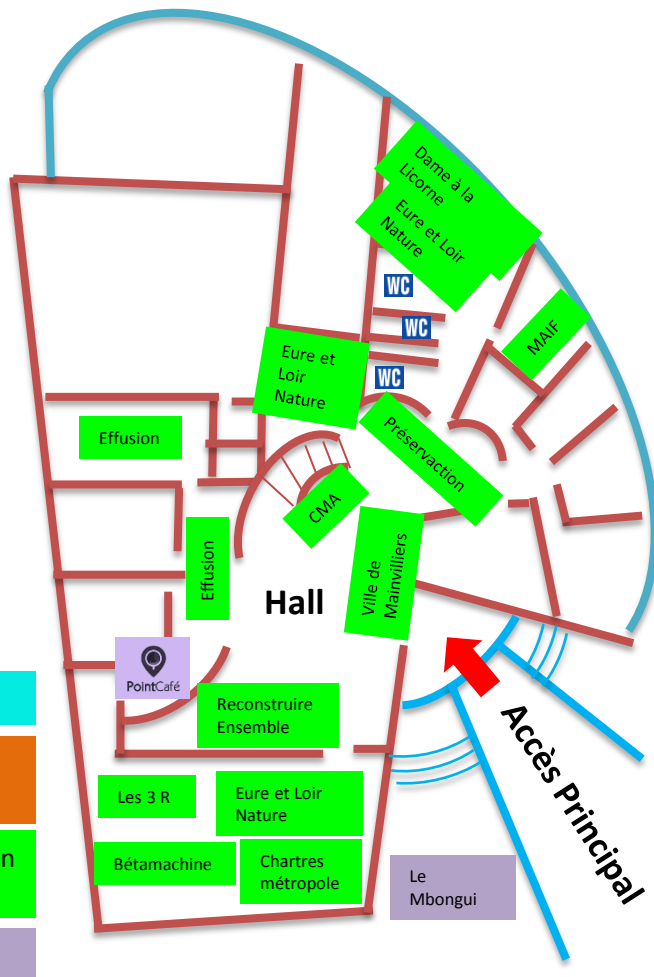 Dame à la
Licorne
Eure et Loir
Nature
WC
WC
WC
MAIF
Eure et
Loir
Nature
Effusion
Préservaction
CMA
Effusion
Ville de
Mainvilliers
Hall
PointCafé
Reconstruire
Ensemble
Accès Principal
Les 3 R
Eure et Loir
Nature
n
Bétamachine
Chartres
métropole
Le
Mbongui